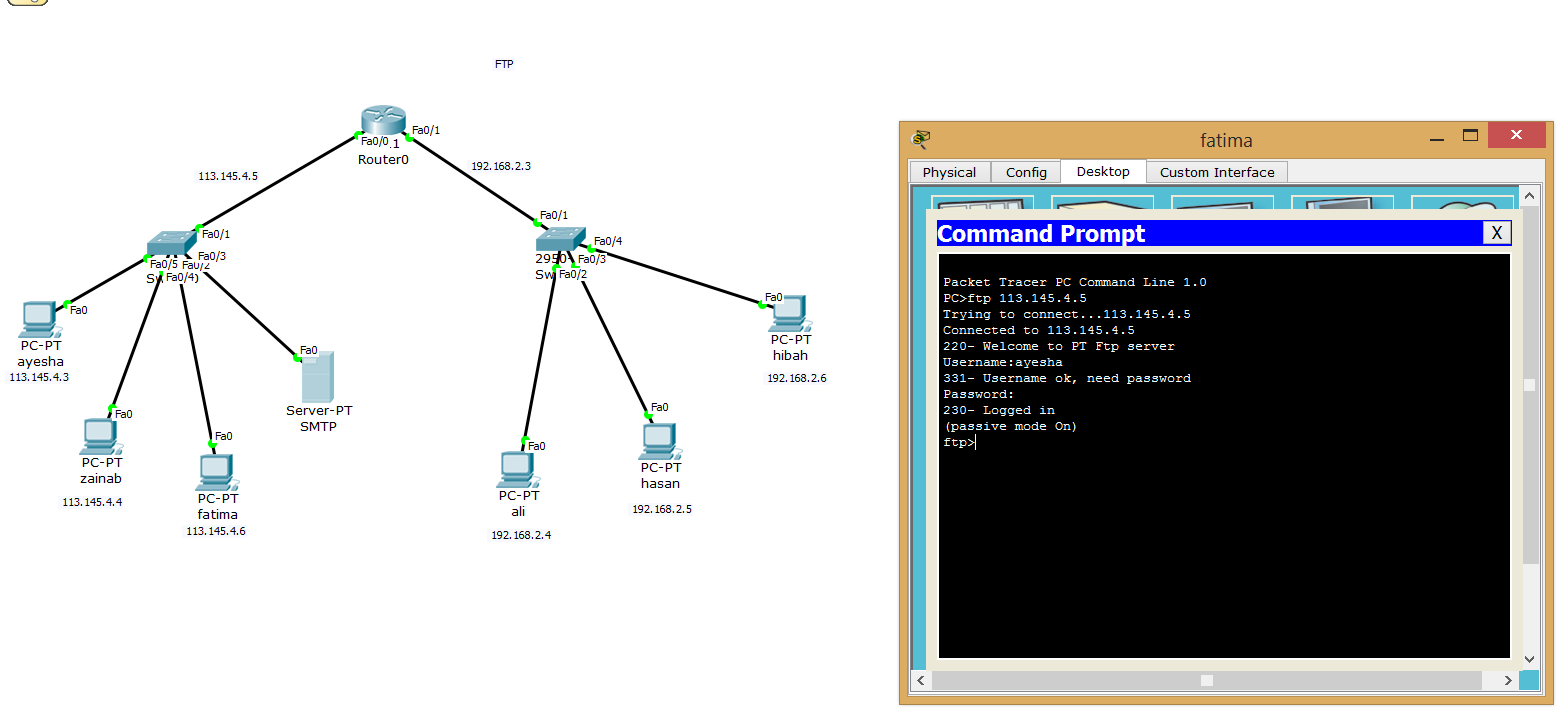 FTP
Fa0/0
.1
Fa0/1
Router0
113.145.4.5
192.168.2.3
Fa0/1
Fa0/3
Fa0/5
Fa0/2
Fa0/4)
Sw
Fa0/1
Fa0/4
Fa0/3
2950-
Sw
Fa0/2
Fa0
PC-PT
ayesha
113.145.4.3
Fa0
PC-PT
zainab
113.145.4.4
Fa0
PC-PT
fatima
113.145.4.6
Fa0
Server-PT
SMTP
Fa0
PC-PT
ali
192.168.2.4
Fa0
PC-PT
hasan
192.168.2.5
Fa0
PC-PT
hibah
192.168.2.6
fatima
Physical Config Desktop Custom Interface
Command Prompt X
Packet Tracer PC Command Line 1.0
PC>ftp 113.145.4.5
Trying to connect...113.145.4.5
Connected to 113.145.4.5
220- Welcome to PT Ftp server
Username:ayesha
331- Username ok, need password
Password:
230- Logged in
(passive mode On)
ftp>